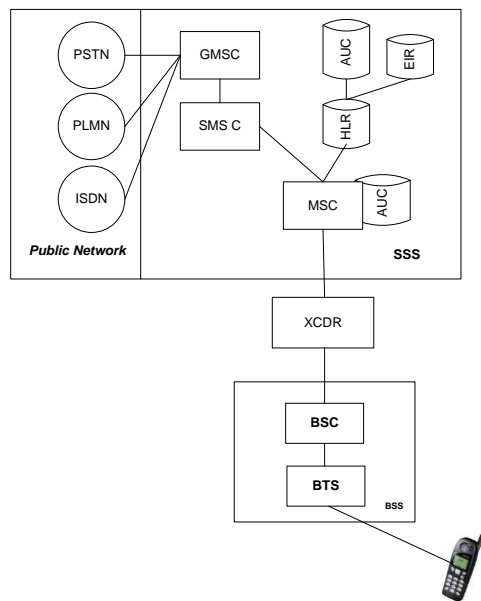 PSTN
GMSC
AUC
EIR
PLMN
SMS C
HLR
ISDN
MSC
AUC
Public Network
SSS
XCDR
BSC
BTS
BSS